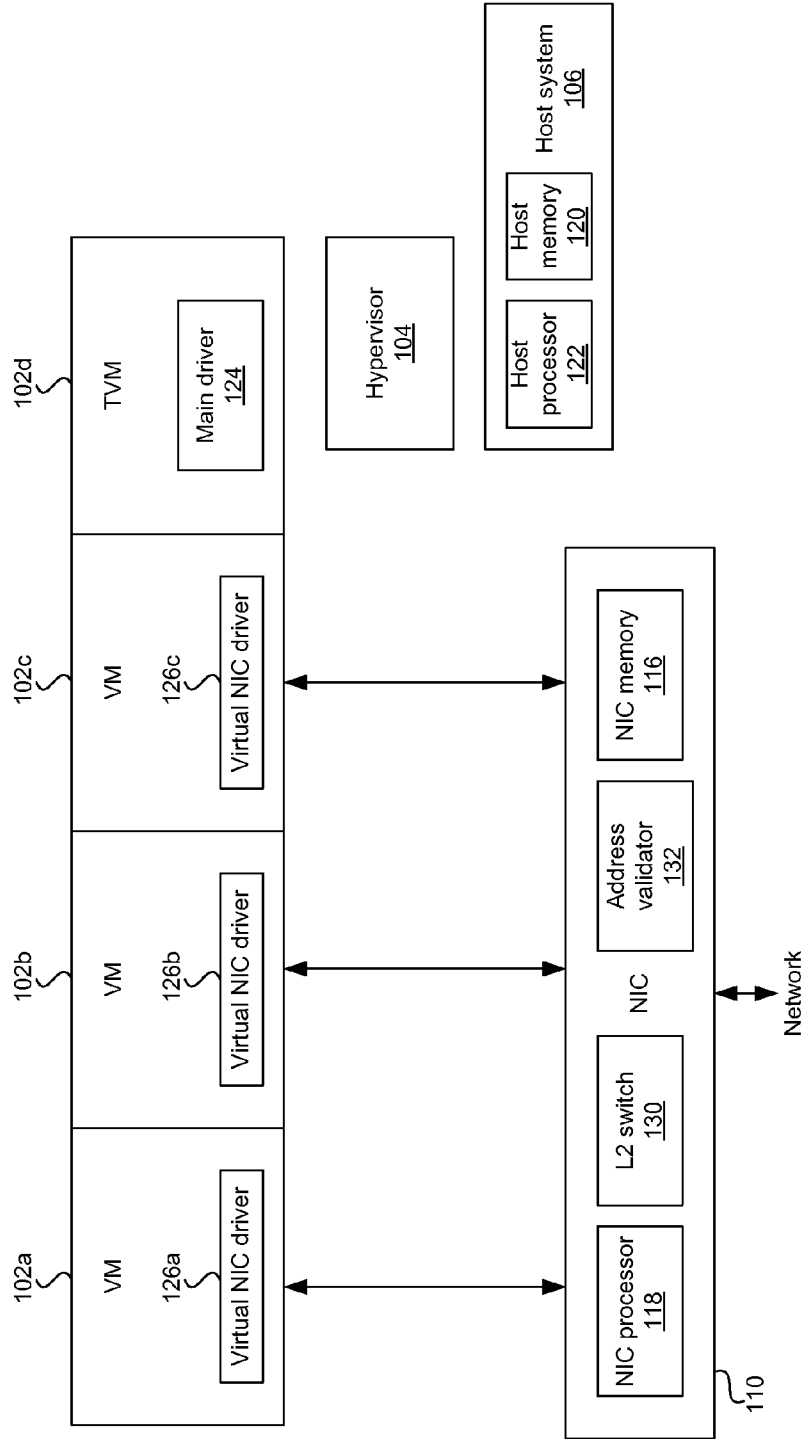 102a
102b
102c
102d
VM
VM
VM
TVM
126a
126b
126c
Virtual NIC driver
Virtual NIC driver
Virtual NIC driver
Main driver
124
Hypervisor
104
Host
processor
122
Host
memory
120
Host system
106
NIC processor
118
L2 switch
130
NIC
Address
validator
132
NIC memory
116
110
Network